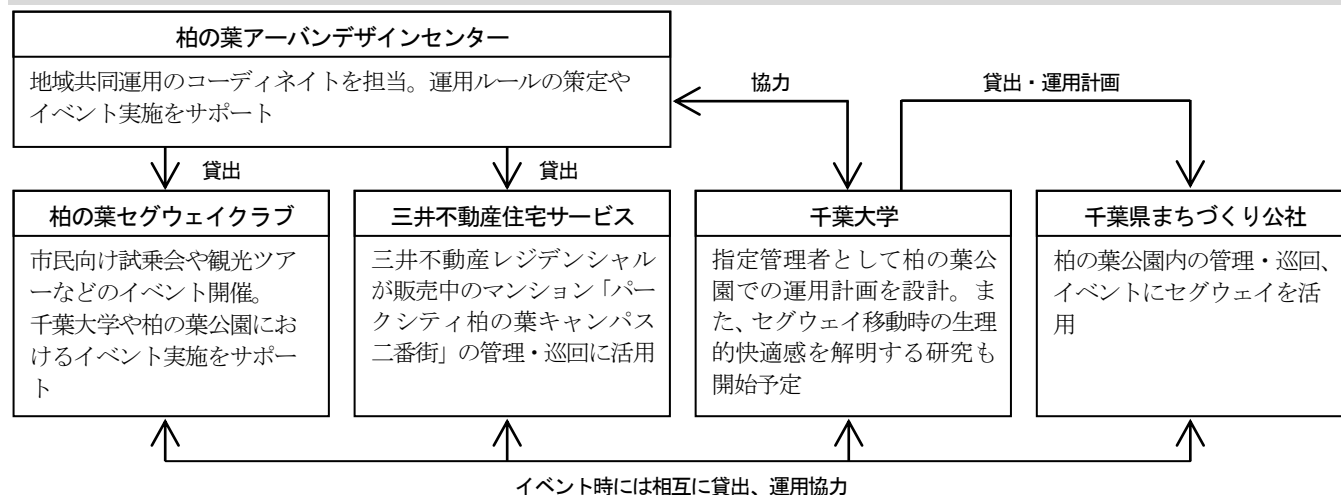 柏の葉アーバンデザインセンター
地域共同運用のコーディネイトを担当。運用ルールの策定や
イベント実施をサポート
協力
貸出・運用計画
貸出
貸出
柏の葉セグウェイクラブ
市民向け試乗会や観光ツア
ーなどのイベント開催。
千葉大学や柏の葉公園にお
けるイベント実施をサポー
ト
三井不動産住宅サービス
三井不動産レジデンシャル
が販売中のマンション「パー
クシティ柏の葉キャンパス
二番街」の管理・巡回に活用
千葉大学
指定管理者として柏の葉公
園での運用計画を設計。ま
た、セグウェイ移動時の生理
的快適感を解明する研究も
開始予定
千葉県まちづくり公社
柏の葉公園内の管理・巡回、
イベントにセグウェイを活
用
イベント時には相互に貸出、運用協力